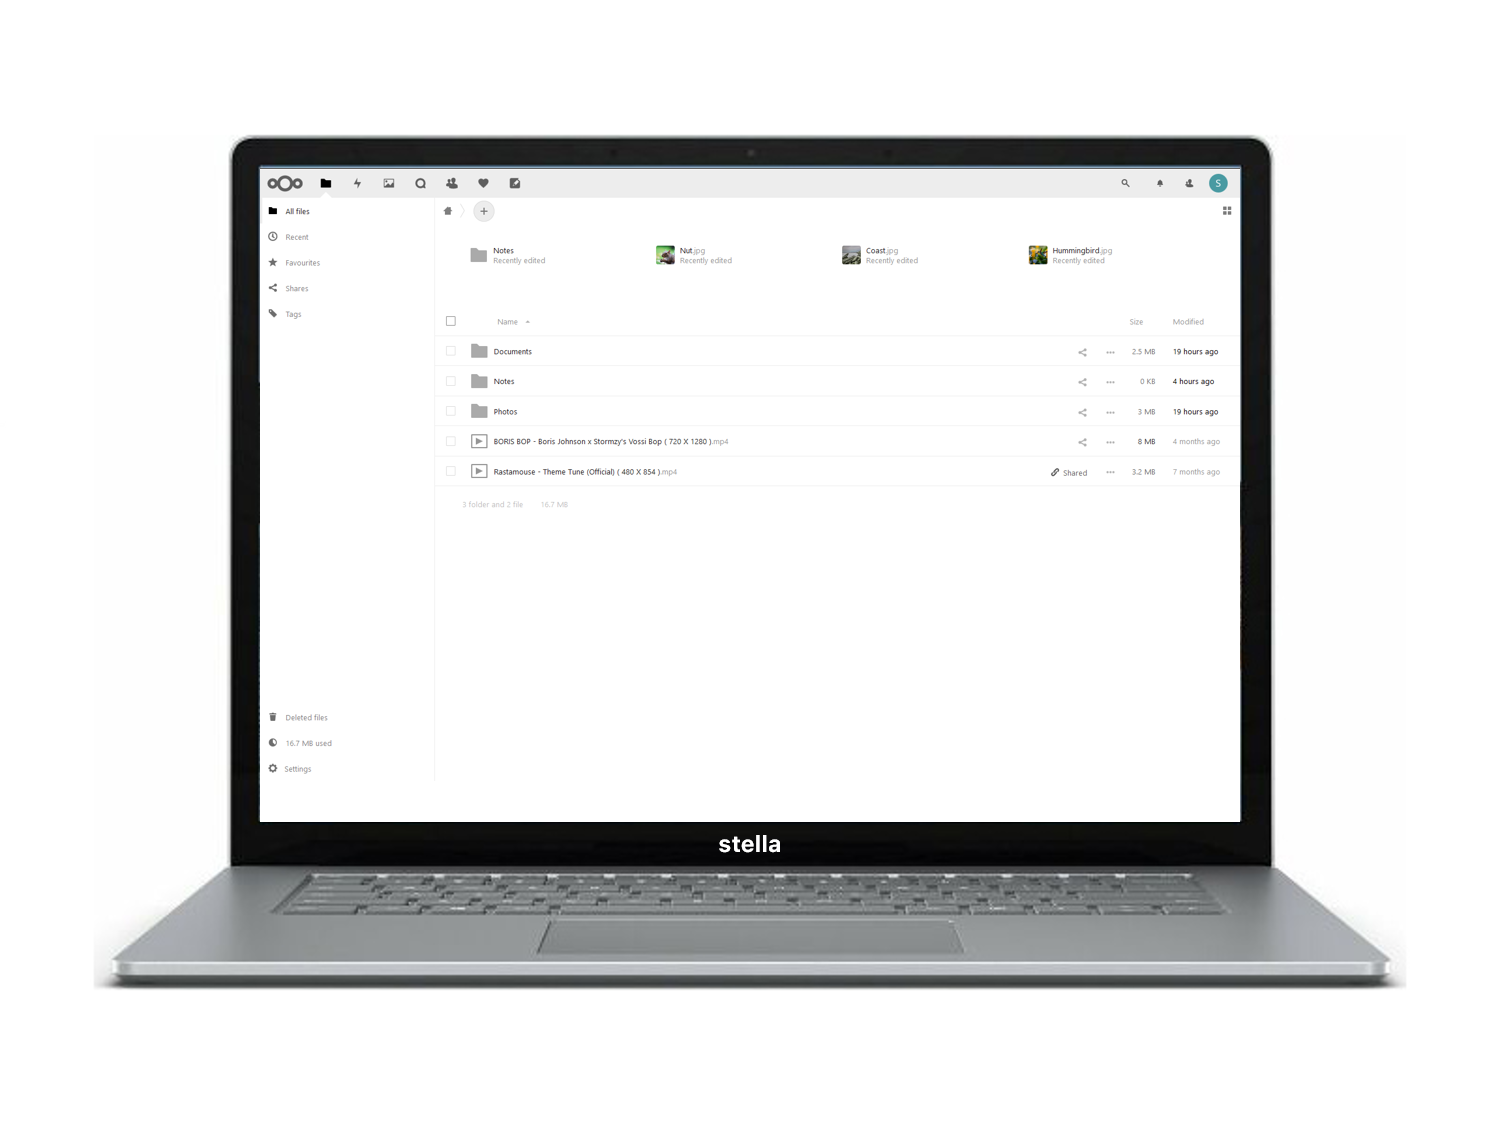 S
All files
Recent
Favourites
Shares
Tags
+
Notes
Recently edited
Nut.jpg
Recently edited
Coast.jpg
Recently edited
Hummingbird.jpg
Recently edited
Name Size Modified
Documents 2.5 MB 19 hours ago
Notes 0 KB 4 hours ago
Photos 3 MB 19 hours ago
BORIS BOP - Boris Johnson x Stormzy's Vossi Bop ( 720 X 1280 ).mp4 8 MB 4 months ago
Rastamouse - Theme Tune (Official) ( 480 X 854 ).mp4 Shared 3.2 MB 7 months ago
3 folder and 2 file 16.7 MB
Deleted files
16.7 MB used
Settings
stella